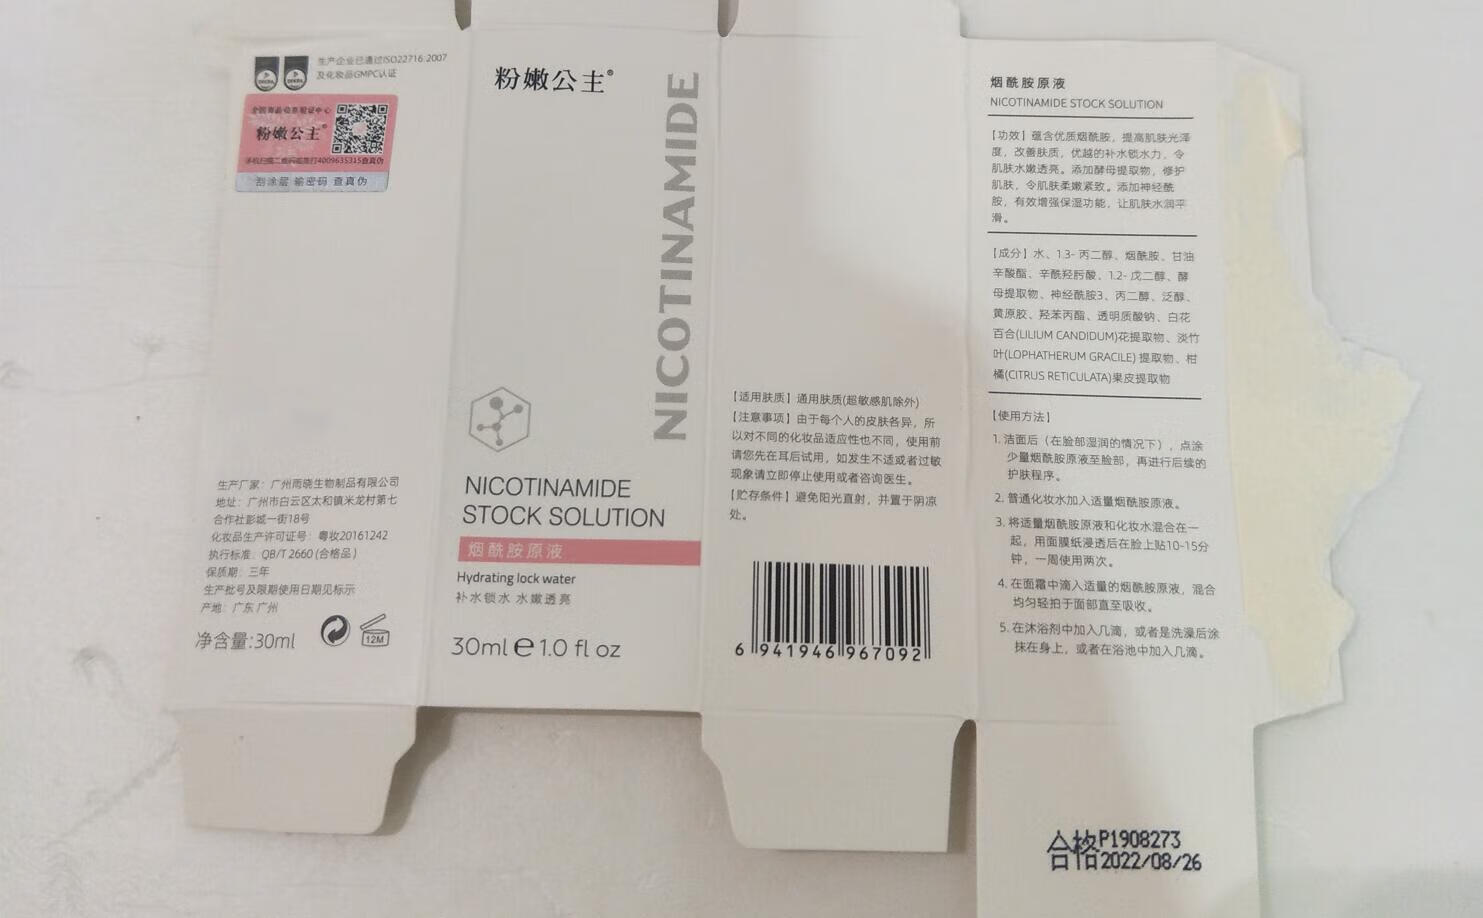 生产企业已通过ISO22716:2007
及化妆品GMPC认证
粉嫩公主®
手机扫描二维码或拨打4009635315查真伪
刮涂层 输密码 查真伪
生产厂家：广州雨晓生物制品有限公司
地址：广州市白云区太和镇米龙村第七
合作社彭城一街18号
化妆品生产许可证号：粤妆20161242
执行标准：QB/T 2660 (合格品)
保质期：三年
生产批号及限期使用日期见标示
产地：广东 广州
净含量:30ml
12M
粉嫩公主®
NICOTINAMIDE
NICOTINAMIDE
STOCK SOLUTION
烟酰胺原液
Hydrating lock water
补水锁水 水嫩透亮
30ml e 1.0 fl oz
【适用肤质】通用肤质(超敏感肌除外)
【注意事项】由于每个人的皮肤各异，所
以对不同的化妆品适应性也不同，使用前
请您先在耳后试用，如发生不适或者过敏
现象请立即停止使用或者咨询医生。
【贮存条件】避免阳光直射，并置于阴凉
处。
6 941946 967092
烟酰胺原液
NICOTINAMIDE STOCK SOLUTION
【功效】蕴含优质烟酰胺，提高肌肤光泽
度，改善肤质，优越的补水锁水力，令
肌肤水嫩透亮。添加酵母提取物，修护
肌肤，令肌肤柔嫩紧致。添加神经酰
胺，有效增强保湿功能，让肌肤水润平
滑。
【成分】水、1.3- 丙二醇、烟酰胺、甘油
辛酸酯、辛酰羟肟酸、1.2- 戊二醇、酵
母提取物、神经酰胺3、丙二醇、泛醇、
黄原胶、羟苯丙酯、透明质酸钠、白花
百合(LILIUM CANDIDUM)花提取物、淡竹
叶(LOPHATHERUM GRACILE) 提取物、柑
橘(CITRUS RETICULATA)果皮提取物
【使用方法】
1. 洁面后（在脸部湿润的情况下），点涂
少量烟酰胺原液至脸部，再进行后续的
护肤程序。
2. 普通化妆水加入适量烟酰胺原液。
3. 将适量烟酰胺原液和化妆水混合在一
起，用面膜纸浸透后在脸上贴10-15分
钟，一周使用两次。
4. 在面霜中滴入适量的烟酰胺原液，混合
均匀轻拍于面部直至吸收。
5. 在沐浴剂中加入几滴，或者是洗澡后涂
抹在身上，或者在浴池中加入几滴。
合格 P1908273
2022/08/26